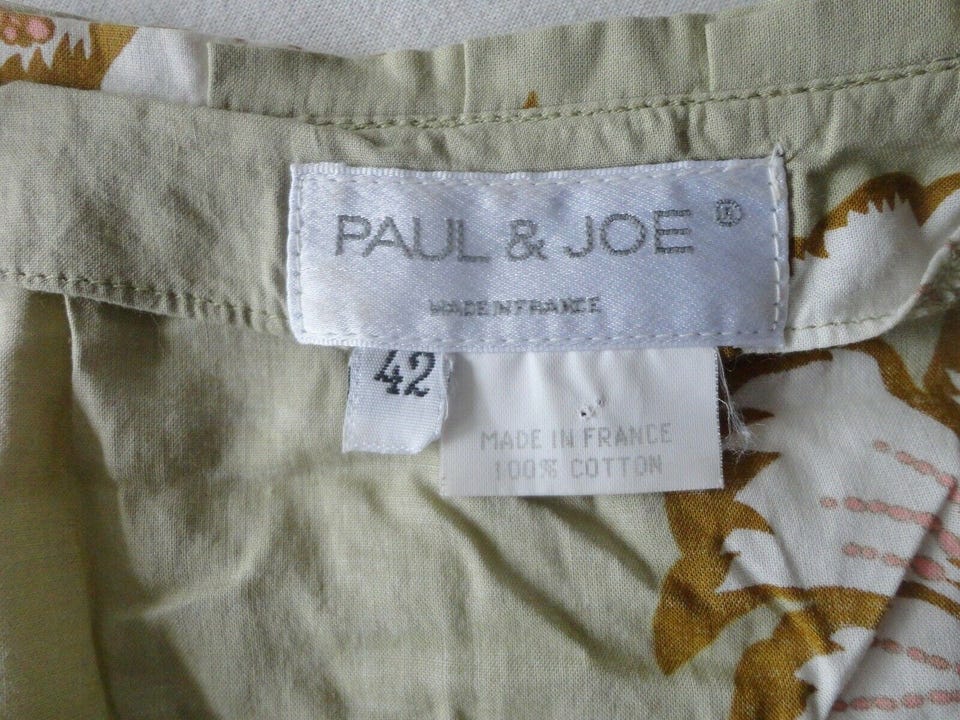 PAUL & JOE®
MADE IN FRANCE
42
MADE IN FRANCE
100% COTTON